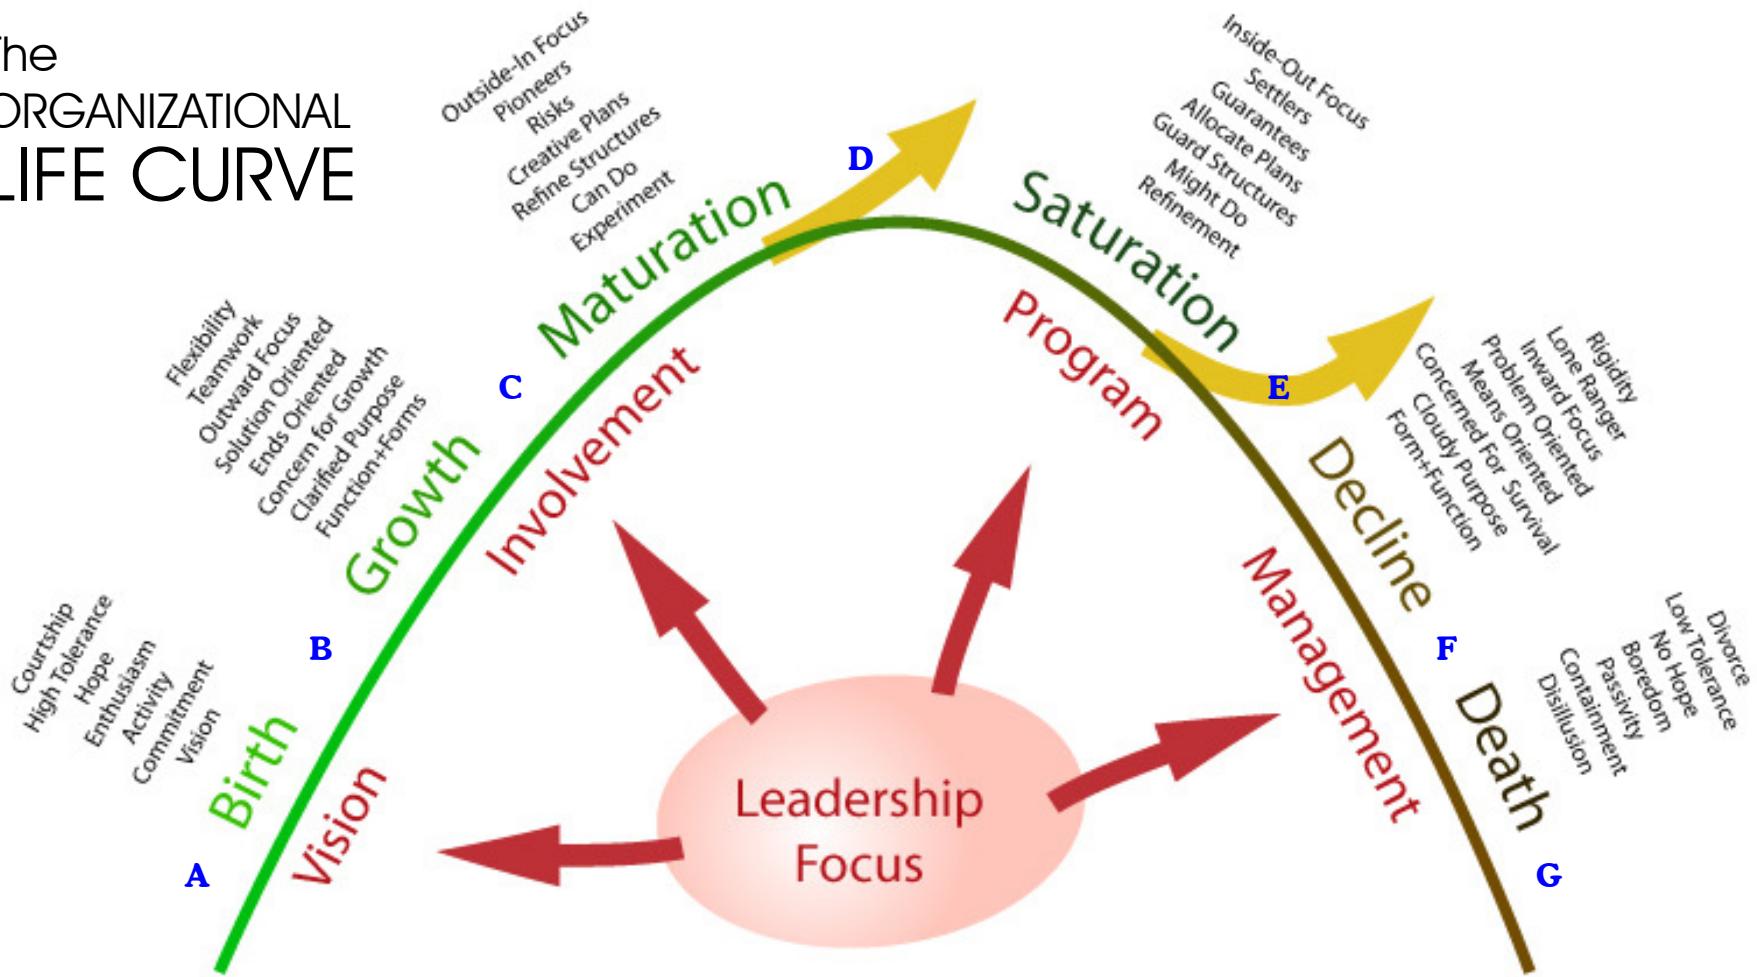 The
ORGANIZATIONAL
LIFE CURVE
Courtship
High Tolerance
Hope
Enthusiasm
Activity
Commitment
Vision
Birth
A
Vision
Flexibility
Teamwork
Outward Focus
Solution Oriented
Ends Oriented
Concern for Growth
Clarified Purpose
Function+Forms
Growth
B
Involvement
C
Outside-In Focus
Pioneers
Risks
Creative Plans
Refine Structures
Can Do
Experiment
Maturation
D
Inside-Out Focus
Settlers
Guarantees
Allocate Plans
Guard Structures
Might Do
Refinement
Saturation
Program
E
Rigidity
Lone Ranger
Inward Focus
Problem Oriented
Means Oriented
Concerned For Survival
Cloudy Purpose
Form+Function
Decline
Management
F
Divorce
Low Tolerance
No Hope
Boredom
Passivity
Containment
Disillusion
Death
G
Leadership
Focus